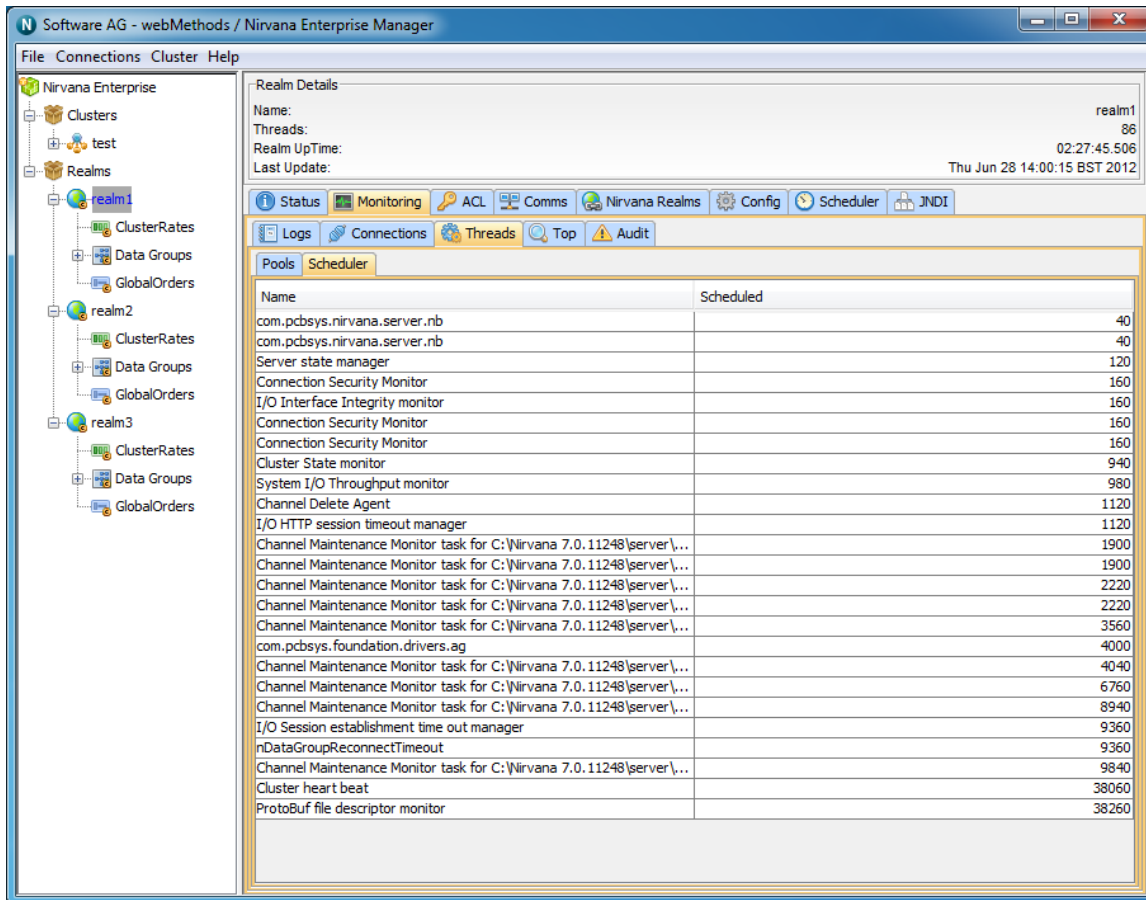 Software AG - webMethods / Nirvana Enterprise Manager
File Connections Cluster Help
Nirvana Enterprise
Clusters
test
Realms
realm1
ClusterRates
Data Groups
GlobalOrders
realm2
ClusterRates
Data Groups
GlobalOrders
realm3
ClusterRates
Data Groups
GlobalOrders
Realm Details
Name: realm1
Threads: 86
Realm UpTime: 02:27:45.506
Last Update: Thu Jun 28 14:00:15 BST 2012
Status Monitoring ACL Comms Nirvana Realms Config Scheduler JNDI
Logs Connections Threads Top Audit
Pools Scheduler
Name Scheduled
com.pcbsys.nirvana.server.nb 40
com.pcbsys.nirvana.server.nb 40
Server state manager 120
Connection Security Monitor 160
I/O Interface Integrity monitor 160
Connection Security Monitor 160
Connection Security Monitor 160
Cluster State monitor 940
System I/O Throughput monitor 980
Channel Delete Agent 1120
I/O HTTP session timeout manager 1120
Channel Maintenance Monitor task for C:\Nirvana 7.0.11248\server\... 1900
Channel Maintenance Monitor task for C:\Nirvana 7.0.11248\server\... 1900
Channel Maintenance Monitor task for C:\Nirvana 7.0.11248\server\... 2220
Channel Maintenance Monitor task for C:\Nirvana 7.0.11248\server\... 2220
Channel Maintenance Monitor task for C:\Nirvana 7.0.11248\server\... 3560
com.pcbsys.foundation.drivers.ag 4000
Channel Maintenance Monitor task for C:\Nirvana 7.0.11248\server\... 4040
Channel Maintenance Monitor task for C:\Nirvana 7.0.11248\server\... 6760
Channel Maintenance Monitor task for C:\Nirvana 7.0.11248\server\... 8940
I/O Session establishment time out manager 9360
nDataGroupReconnectTimeout 9360
Channel Maintenance Monitor task for C:\Nirvana 7.0.11248\server\... 9840
Cluster heart beat 38060
ProtoBuf file descriptor monitor 38260